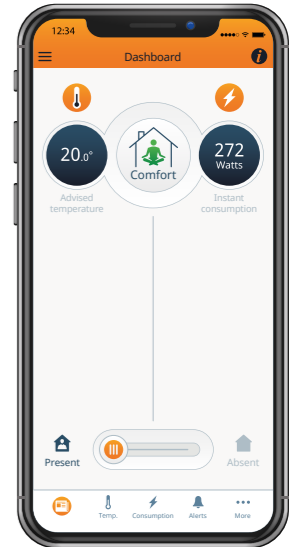 12:34
Dashboard
i
20.0°
272
Watts
Comfort
Advised
temperature
Instant
consumption
Present
Absent
Temp.
Consumption
Alerts
More